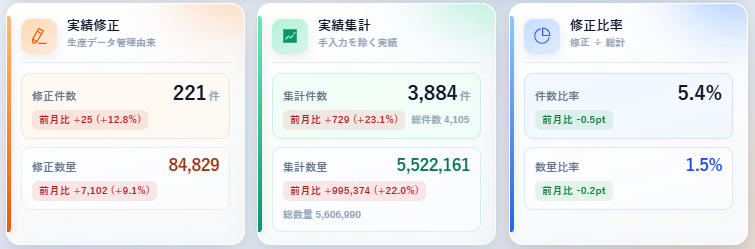 実績修正
生産データ管理由来
修正件数
221 件
前月比 +25 (+12.8%)
修正数量
84,829
前月比 +7,102 (+9.1%)
実績集計
手入力を除く実績
集計件数
3,884 件
前月比 +729 (+23.1%) 総件数 4,105
集計数量
5,522,161
前月比 +995,374 (+22.0%)
総数量 5,606,990
修正比率
修正 ÷ 総計
件数比率
5.4%
前月比 -0.5pt
数量比率
1.5%
前月比 -0.2pt